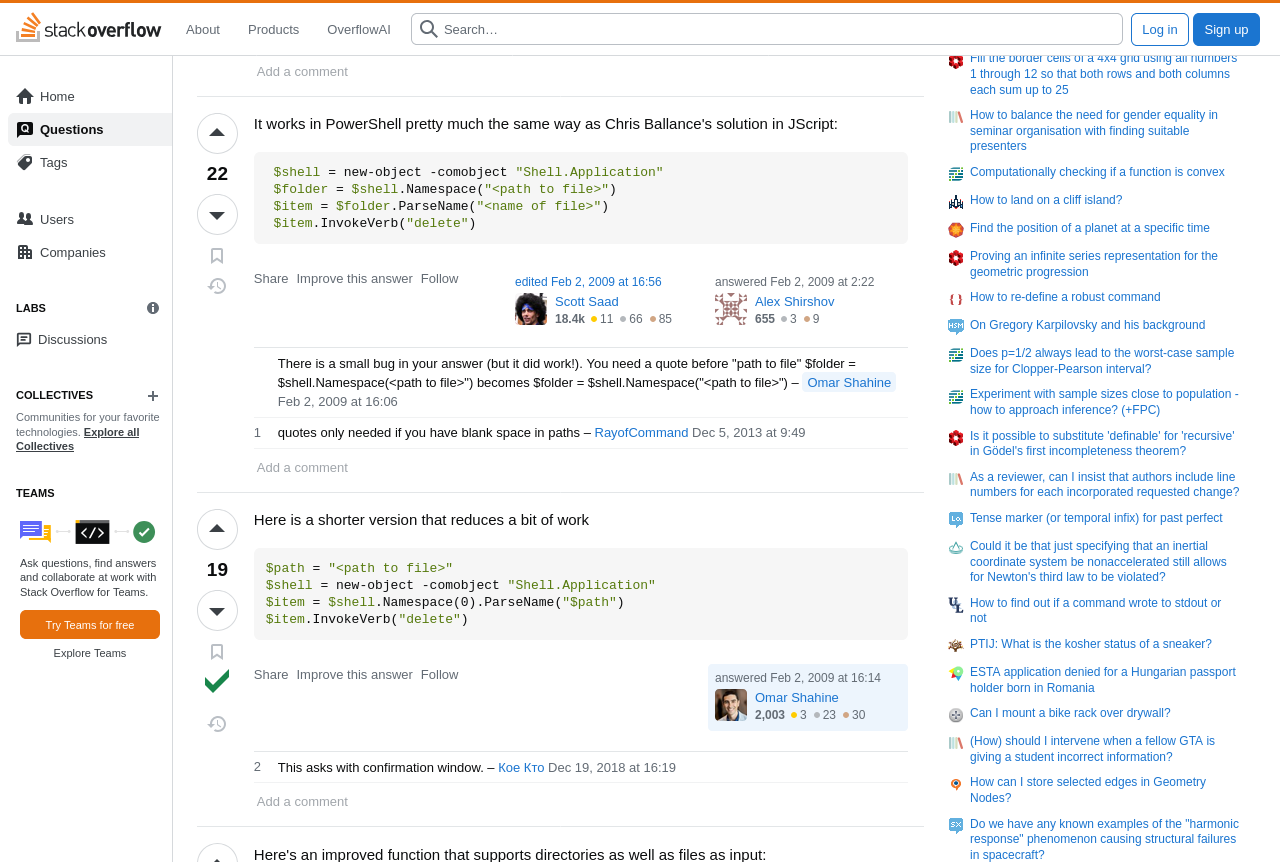 stackoverflow
About
Products
OverflowAI
Search…
Log in
Sign up
Home
Questions
Tags
Users
Companies
LABS
Discussions
COLLECTIVES
Communities for your favorite
technologies. Explore all
Collectives
TEAMS
Ask questions, find answers
and collaborate at work with
Stack Overflow for Teams.
Try Teams for free
Explore Teams
Add a comment
22
It works in PowerShell pretty much the same way as Chris Ballance's solution in JScript:
$shell = new-object -comobject "Shell.Application"
$folder = $shell.Namespace("<path to file>")
$item = $folder.ParseName("<name of file>")
$item.InvokeVerb("delete")
Share Improve this answer Follow
edited Feb 2, 2009 at 16:56
Scott Saad
18.4k 11 66 85
answered Feb 2, 2009 at 2:22
Alex Shirshov
655 3 9
There is a small bug in your answer (but it did work!). You need a quote before "path to file" $folder =
$shell.Namespace(<path to file>") becomes $folder = $shell.Namespace("<path to file>") – Omar Shahine
Feb 2, 2009 at 16:06
1 quotes only needed if you have blank space in paths – RayofCommand Dec 5, 2013 at 9:49
Add a comment
19
Here is a shorter version that reduces a bit of work
$path = "<path to file>"
$shell = new-object -comobject "Shell.Application"
$item = $shell.Namespace(0).ParseName("$path")
$item.InvokeVerb("delete")
Share Improve this answer Follow
answered Feb 2, 2009 at 16:14
Omar Shahine
2,003 3 23 30
2 This asks with confirmation window. – Кое Кто Dec 19, 2018 at 16:19
Add a comment
Here's an improved function that supports directories as well as files as input:
Fill the border cells of a 4x4 grid using all numbers
1 through 12 so that both rows and both columns
each sum up to 25
How to balance the need for gender equality in
seminar organisation with finding suitable
presenters
Computationally checking if a function is convex
How to land on a cliff island?
Find the position of a planet at a specific time
Proving an infinite series representation for the
geometric progression
How to re-define a robust command
On Gregory Karpilovsky and his background
Does p=1/2 always lead to the worst-case sample
size for Clopper-Pearson interval?
Experiment with sample sizes close to population -
how to approach inference? (+FPC)
Is it possible to substitute 'definable' for 'recursive'
in Gödel's first incompleteness theorem?
As a reviewer, can I insist that authors include line
numbers for each incorporated requested change?
Tense marker (or temporal infix) for past perfect
Could it be that just specifying that an inertial
coordinate system be nonaccelerated still allows
for Newton's third law to be violated?
How to find out if a command wrote to stdout or
not
PTIJ: What is the kosher status of a sneaker?
ESTA application denied for a Hungarian passport
holder born in Romania
Can I mount a bike rack over drywall?
(How) should I intervene when a fellow GTA is
giving a student incorrect information?
How can I store selected edges in Geometry
Nodes?
Do we have any known examples of the "harmonic
response" phenomenon causing structural failures
in spacecraft?